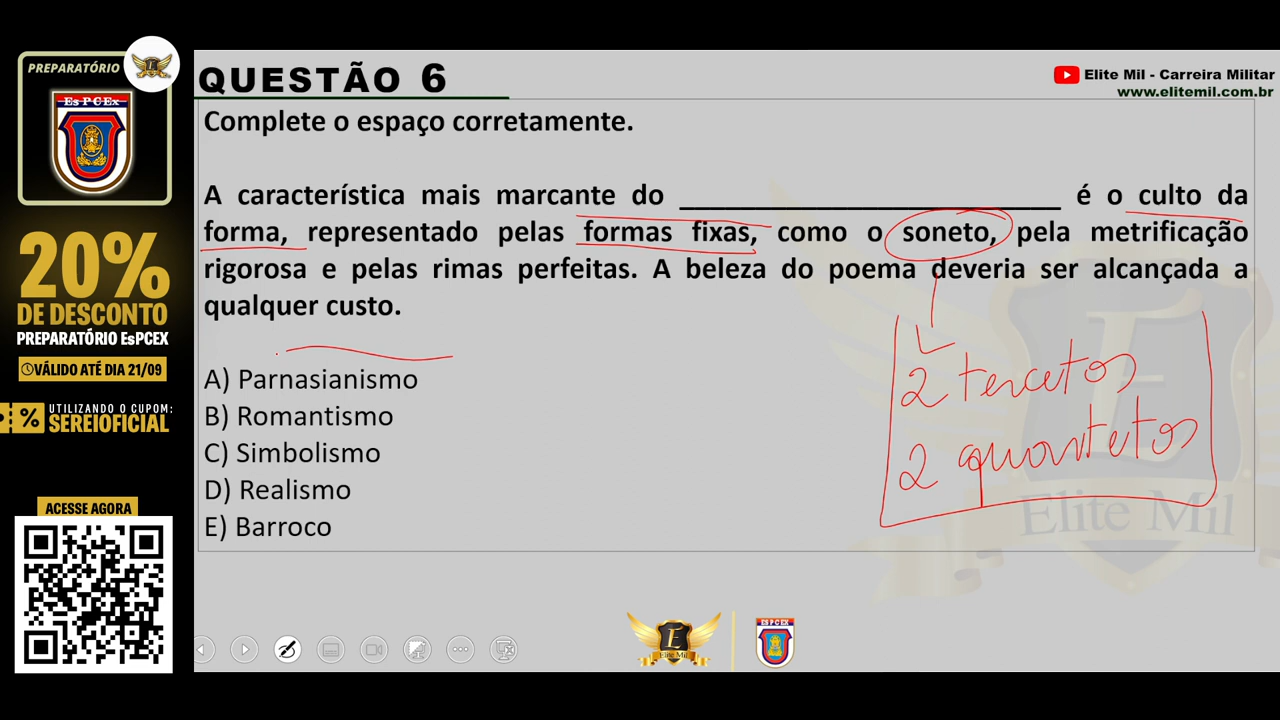 PREPARATÓRIO
EsPCEx
20%
DE DESCONTO
PREPARATÓRIO EsPCEX
VÁLIDO ATÉ DIA 21/09
% UTILIZANDO O CUPOM:
SEREIOFICIAL
ACESSE AGORA
QUESTÃO 6
Elite Mil - Carreira Militar
www.elitemil.com.br
Complete o espaço corretamente.
A característica mais marcante do ____________________________ é o culto da
forma, representado pelas formas fixas, como o soneto, pela metrificação
rigorosa e pelas rimas perfeitas. A beleza do poema deveria ser alcançada a
qualquer custo.
A) Parnasianismo
B) Romantismo
C) Simbolismo
D) Realismo
E) Barroco
2 tercetos
2 quartetos
Elite Mil
E
Elite Mil
EsPCEX